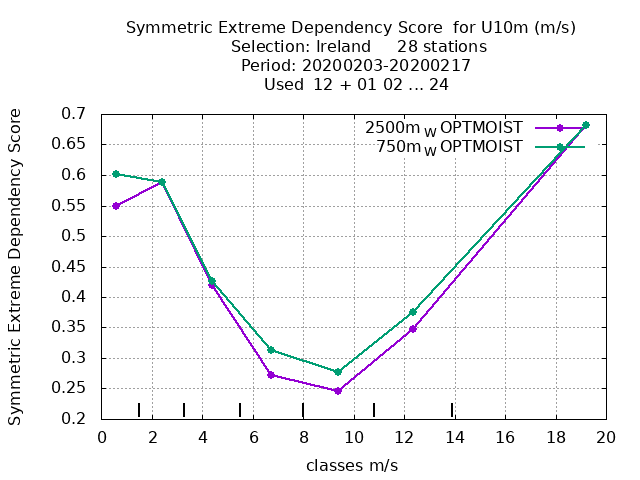 Symmetric Extreme Dependency Score for U10m (m/s)
Selection: Ireland 28 stations
Period: 20200203-20200217
Used 12 + 01 02 ... 24
Symmetric Extreme Dependency Score
0.7
0.65
0.6
0.55
0.5
0.45
0.4
0.35
0.3
0.25
0.2
2500m W OPTMOIST
750m W OPTMOIST
0 2 4 6 8 10 12 14 16 18 20
classes m/s